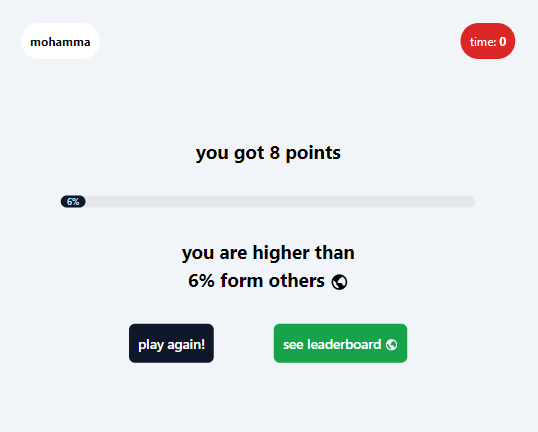 mohamma
time: 0
you got 8 points
6%
you are higher than
6% form others
play again!
see leaderboard